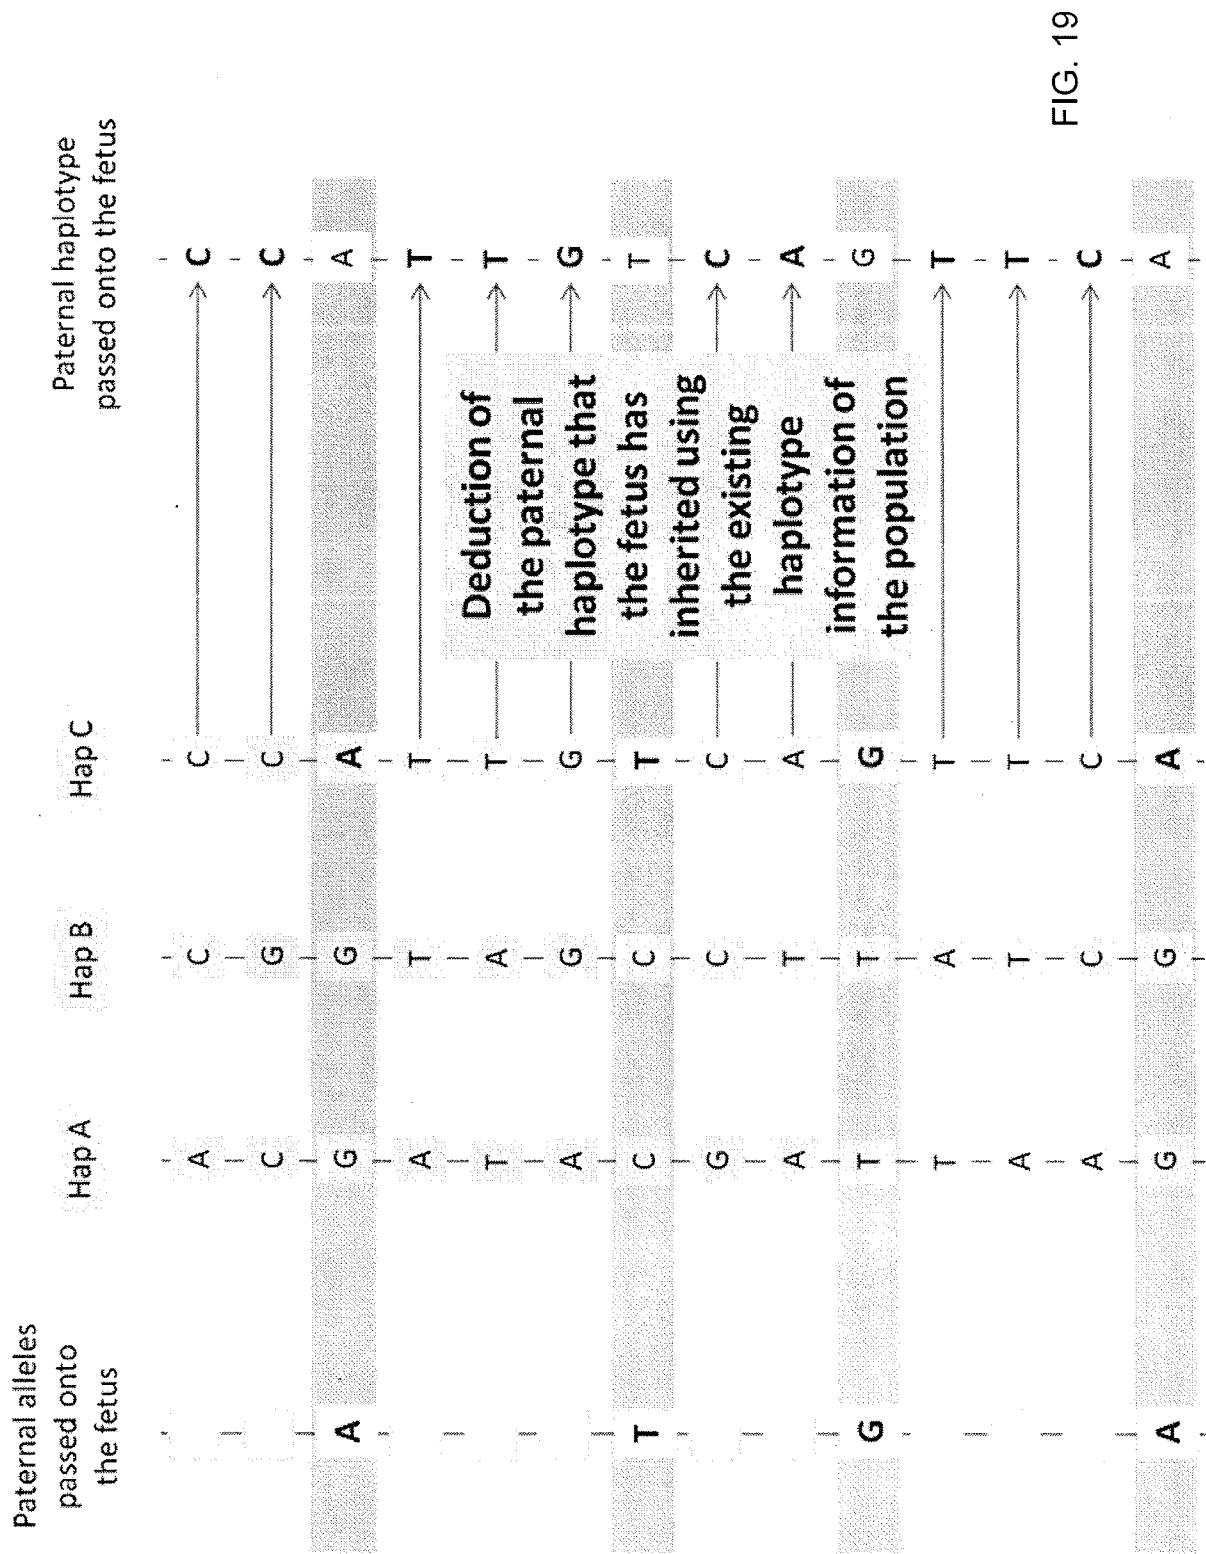 Paternal alleles
passed onto
the fetus
Hap A
Hap B
Hap C
Paternal haplotype
passed onto the fetus
A C C C
C G C C
A G G A A
A T T T
T A T T
A G G G
T C C T T
G C C C
A T A A
G T T G G
T A T T
A T T T
A C C C
A G G A A
Deduction of
the paternal
haplotype that
the fetus has
inherited using
the existing
haplotype
information of
the population
FIG. 19